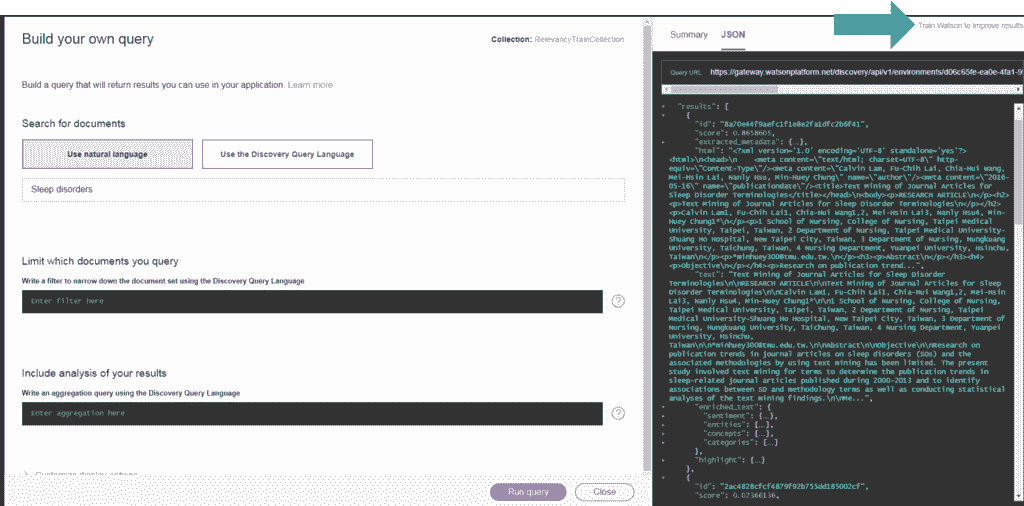 Build your own query
Collection: RelevancyTrainCollection
Build a query that will return results you can use in your application. Learn more
Search for documents
Use natural language
Use the Discovery Query Language
Sleep disorders
Limit which documents you query
Write a filter to narrow down the document set using the Discovery Query Language
Enter filter here
Include analysis of your results
Write an aggregation query using the Discovery Query Language
Enter aggregation here
Customize display options
Run query
Close
Train Watson to improve results
Summary
JSON
Query URL https://gateway.watsonplatform.net/discovery/api/v1/environments/d06c65fe-ea0e-4fa1-9
"results": [
{
"id": "8a70e44f9aefc1f1e8e2fa1dfc2b6f41",
"score": 0.8658605,
"extracted_metadata": {...},
"html": "<?xml version='1.0' encoding='UTF-8' standalone='yes'?>
<html>\n<head>\n    <meta content=\"text/html; charset=UTF-8\" http-
equiv=\"Content-Type\"/><meta content=\"Calvin Lam, Fu-Chih Lai, Chia-Hui Wang,
Mei-Hsin Lai, Nanly Hsu, Min-Huey Chung\" name=\"author\"/><meta content=\"2016-
05-16\" name=\"publicationdate\"/><title>Text Mining of Journal Articles for
Sleep Disorder Terminologies</title></head>\n<body><p>RESEARCH ARTICLE\n</p><h2>
<p>Text Mining of Journal Articles for Sleep Disorder Terminologies\n</p></h2>
<p>Calvin Lam1, Fu-Chih Lai1, Chia-Hui Wang1,2, Mei-Hsin Lai3, Nanly Hsu4, Min-
Huey Chung1*\n</p><p>1 School of Nursing, College of Nursing, Taipei Medical
University, Taipei, Taiwan, 2 Department of Nursing, Taipei Medical University-
Shuang Ho Hospital, New Taipei City, Taiwan, 3 Department of Nursing, Hungkuang
University, Taichung, Taiwan, 4 Nursing Department, Yuanpei University, Hsinchu,
Taiwan\n</p><p>*minhuey300@tmu.edu.tw.\n</p><h3><p>Abstract\n</p></h3><h4>
<p>Objective\n</p></h4><p>Research on publication trend...",
"text": "Text Mining of Journal Articles for Sleep Disorder
Terminologies\n\nRESEARCH ARTICLE\n\nText Mining of Journal Articles for Sleep
Disorder Terminologies\n\nCalvin Lam1, Fu-Chih Lai1, Chia-Hui Wang1,2, Mei-Hsin
Lai3, Nanly Hsu4, Min-Huey Chung1*\n\n1 School of Nursing, College of Nursing,
Taipei Medical University, Taipei, Taiwan, 2 Department of Nursing, Taipei
Medical University-Shuang Ho Hospital, New Taipei City, Taiwan, 3 Department of
Nursing, Hungkuang University, Taichung, Taiwan, 4 Nursing Department, Yuanpei
University, Hsinchu,
Taiwan\n\n*minhuey300@tmu.edu.tw.\n\nAbstract\n\nObjective\n\nResearch on
publication trends in journal articles on sleep disorders (SDs) and the
associated methodologies by using text mining has been limited. The present
study involved text mining for terms to determine the publication trends in
sleep-related journal articles published during 2000-2013 and to identify
associations between SD and methodology terms as well as conducting statistical
analyses of the text mining findings.\n\nMe...",
"enriched_text": {
"sentiment": {...},
"entities": {...},
"concepts": {...},
"categories": {...}
},
"highlight": {...}
},
{
"id": "2ac4828cfcf4879f92b755dd185002cf",
"score": 0.07366136,